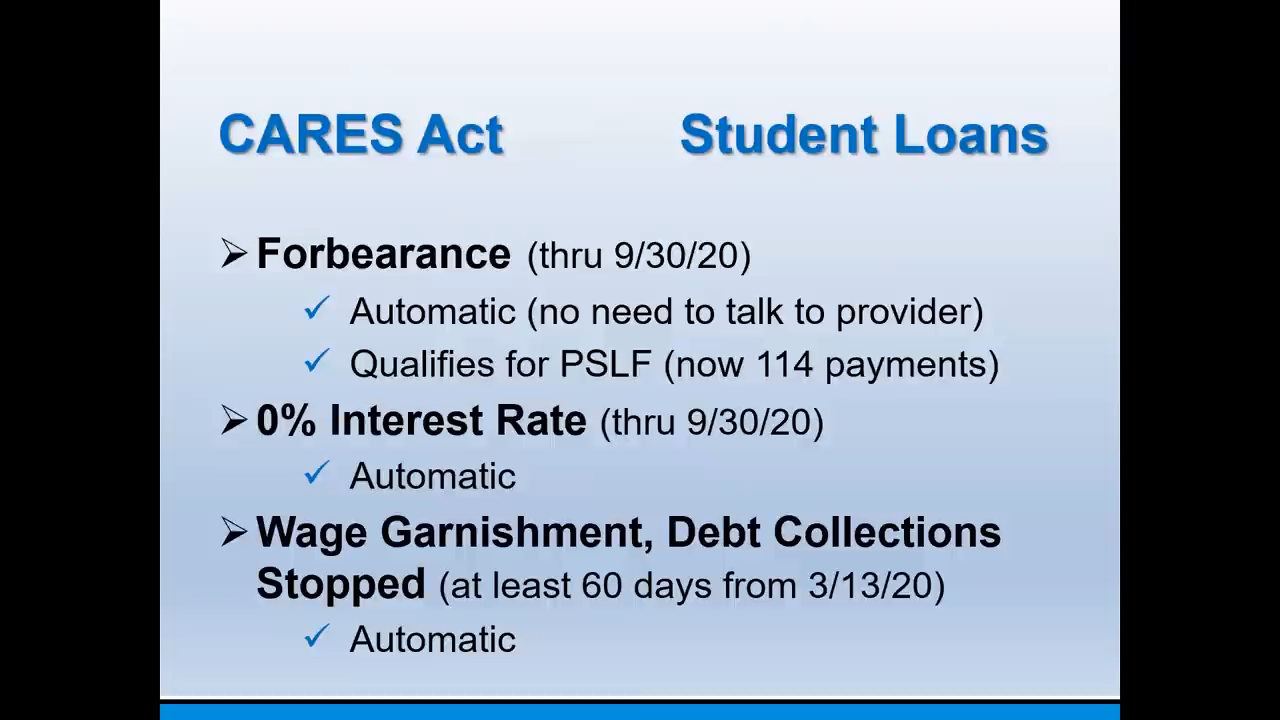 CARES Act Student Loans
Forbearance (thru 9/30/20)
Automatic (no need to talk to provider)
Qualifies for PSLF (now 114 payments)
0% Interest Rate (thru 9/30/20)
Automatic
Wage Garnishment, Debt Collections
Stopped (at least 60 days from 3/13/20)
Automatic